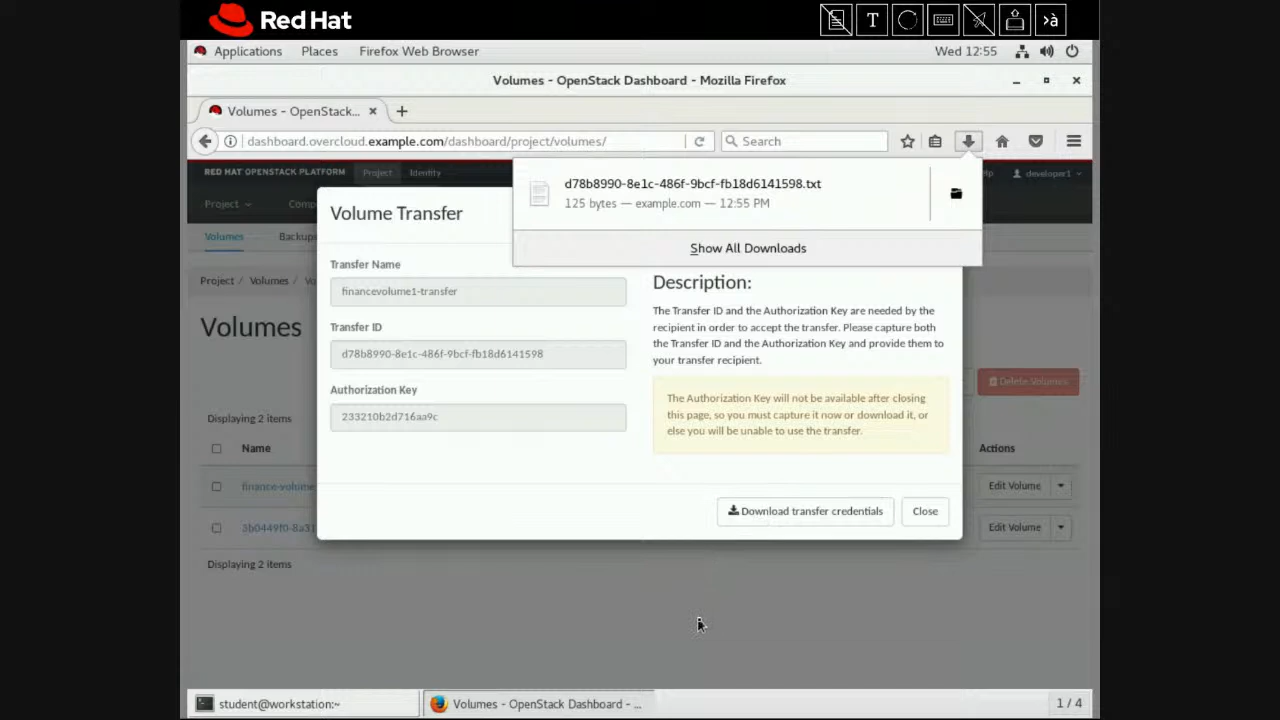 Red Hat
T
›à
Applications Places Firefox Web Browser Wed 12:55
Volumes - OpenStack Dashboard - Mozilla Firefox
Volumes - OpenStack...
dashboard.overcloud.example.com/dashboard/project/volumes/ Search
RED HAT OPENSTACK PLATFORM Project Identity developer1
d78b8990-8e1c-486f-9bcf-fb18d6141598.txt
125 bytes — example.com — 12:55 PM
Show All Downloads
Project
Volumes Backups
Project / Volumes /
Volumes
Volume Transfer
Transfer Name
financevolume1-transfer
Transfer ID
d78b8990-8e1c-486f-9bcf-fb18d6141598
Authorization Key
233210b2d716aa9c
Description:
The Transfer ID and the Authorization Key are needed by the
recipient in order to accept the transfer. Please capture both
the Transfer ID and the Authorization Key and provide them to
your transfer recipient.
The Authorization Key will not be available after closing
this page, so you must capture it now or download it, or
else you will be unable to use the transfer.
Download transfer credentials Close
Delete Volumes
Displaying 2 items
Name Actions
finance-volume Edit Volume
3b0449f0-8a31 Edit Volume
Displaying 2 items
student@workstation:~ Volumes - OpenStack Dashboard - ... 1 / 4